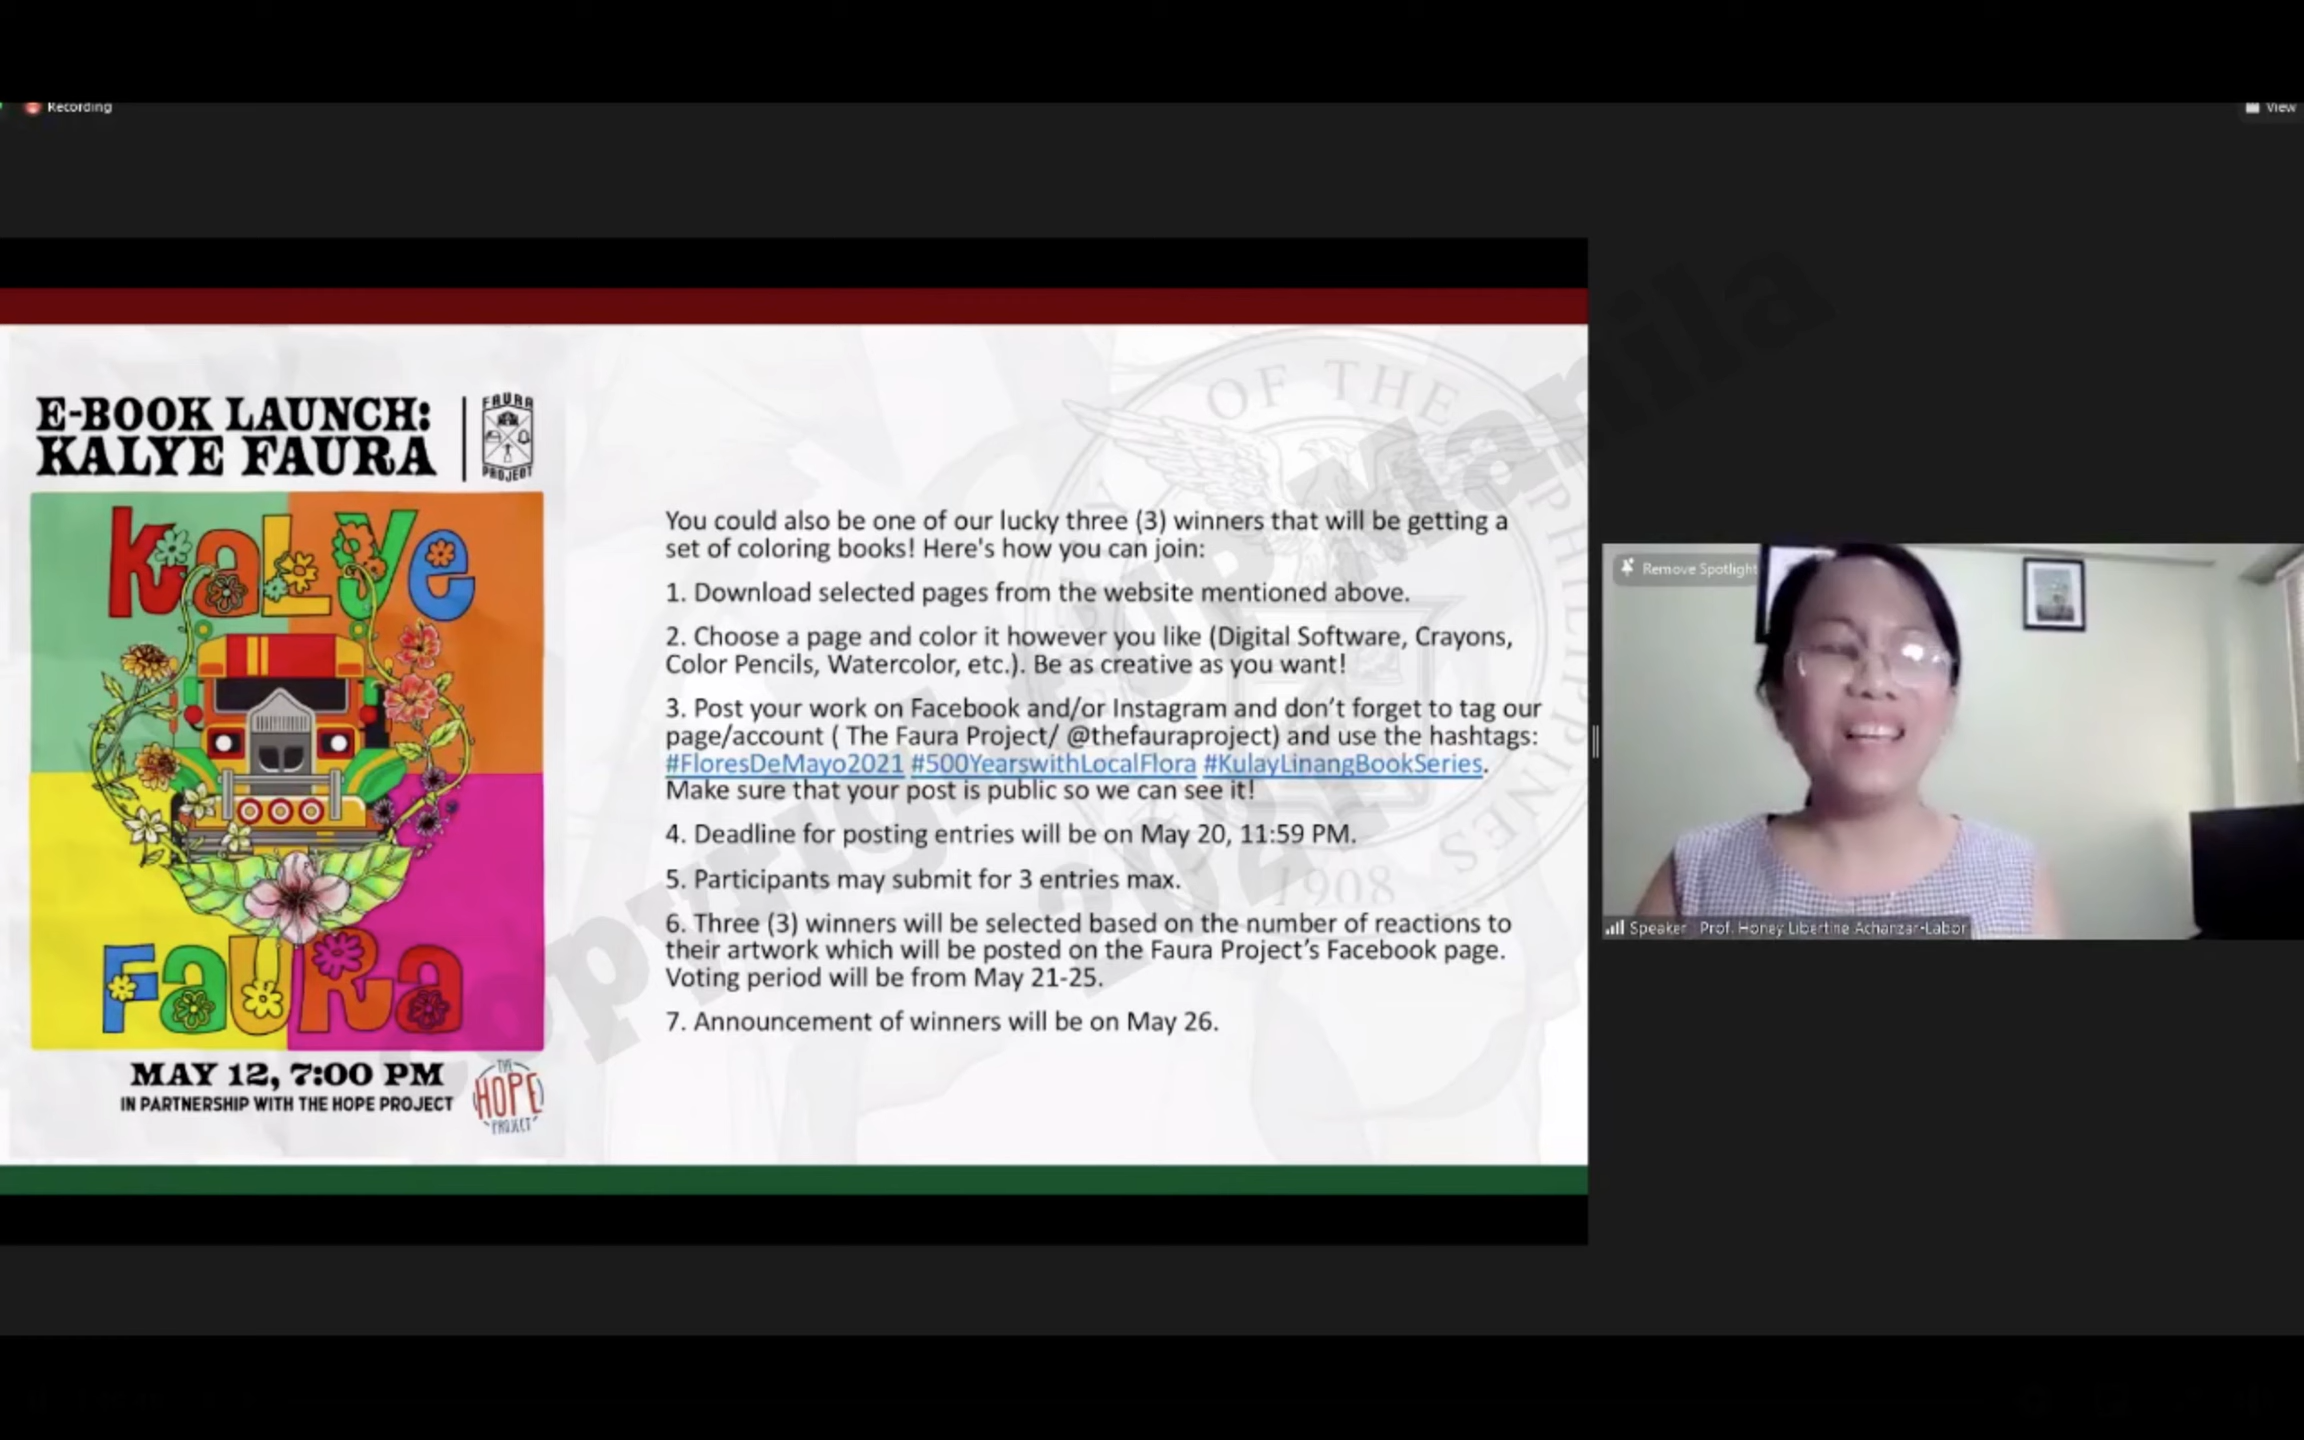 Recording
View
E-BOOK LAUNCH:
KALYE FAURA
FAURA
PROJECT
Kalye
Faura
MAY 12, 7:00 PM
IN PARTNERSHIP WITH THE HOPE PROJECT
THE
HOPE
PROJECT
OF THE
PHILIPPINES
1908
You could also be one of our lucky three (3) winners that will be getting a
set of coloring books! Here's how you can join:
1. Download selected pages from the website mentioned above.
2. Choose a page and color it however you like (Digital Software, Crayons,
Color Pencils, Watercolor, etc.). Be as creative as you want!
3. Post your work on Facebook and/or Instagram and don’t forget to tag our
page/account ( The Faura Project/ @thefauraproject) and use the hashtags:
#FloresDeMayo2021 #500YearswithLocalFlora #KulayLinangBookSeries.
Make sure that your post is public so we can see it!
4. Deadline for posting entries will be on May 20, 11:59 PM.
5. Participants may submit for 3 entries max.
6. Three (3) winners will be selected based on the number of reactions to
their artwork which will be posted on the Faura Project’s Facebook page.
Voting period will be from May 21-25.
7. Announcement of winners will be on May 26.
Copyright UP Manila
2021
Remove Spotlight
Speaker Prof. Honey Libertine Achanzar-Labor